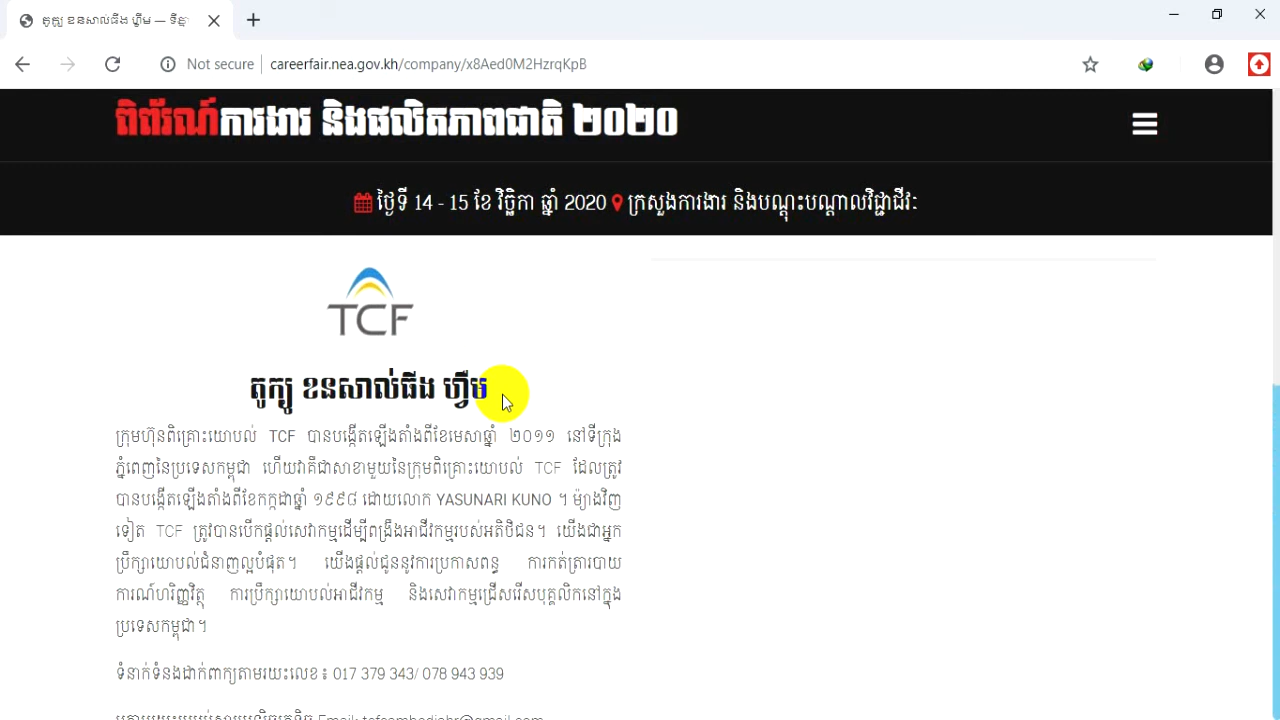 តូក្យូ ខនសាល់ធីង ហ្វឺម — ទី
Not secure
careerfair.nea.gov.kh/company/x8Aed0M2HzrqKpB
ពិព័រណ៍ការងារ និងផលិតភាពជាតិ ២០២០
ថ្ងៃទី 14 - 15 ខែ វិច្ឆិកា ឆ្នាំ 2020 ក្រសួងការងារ និងបណ្តុះបណ្តាលវិជ្ជាជីវៈ
TCF
តូក្យូ ខនសាល់ធីង ហ្វឺម
ក្រុមហ៊ុនពិគ្រោះយោបល់ TCF បានបង្កើតឡើងតាំងពីខែមេសាឆ្នាំ ២០១១ នៅទីក្រុង
ភ្នំពេញនៃប្រទេសកម្ពុជា ហើយវាគឺជាសាខាមួយនៃក្រុមពិគ្រោះយោបល់ TCF ដែលត្រូវ
បានបង្កើតឡើងតាំងពីខែកក្កដាឆ្នាំ ១៩៩៨ ដោយលោក YASUNARI KUNO ។ ម៉្យាងវិញ
ទៀត TCF ត្រូវបានបើកផ្តល់សេវាកម្មដើម្បីពង្រឹងអាជីវកម្មរបស់អតិថិជន។ យើងជាអ្នក
ប្រឹក្សាយោបល់ជំនាញល្អបំផុត។ យើងផ្តល់ជូននូវការប្រកាសពន្ធ ការកត់ត្រារបាយ
ការណ៍ហរិញ្ញវិត្ថុ ការប្រឹក្សាយោបល់អាជីវកម្ម និងសេវាកម្មជ្រើសរើសបុគ្គលិកនៅក្នុង
ប្រទេសកម្ពុជា។
ទំនាក់ទំនងដាក់ពាក្យតាមរយះលេខ៖ 017 379 343/ 078 943 939
Email: tcfcambodiahr@gmail.com